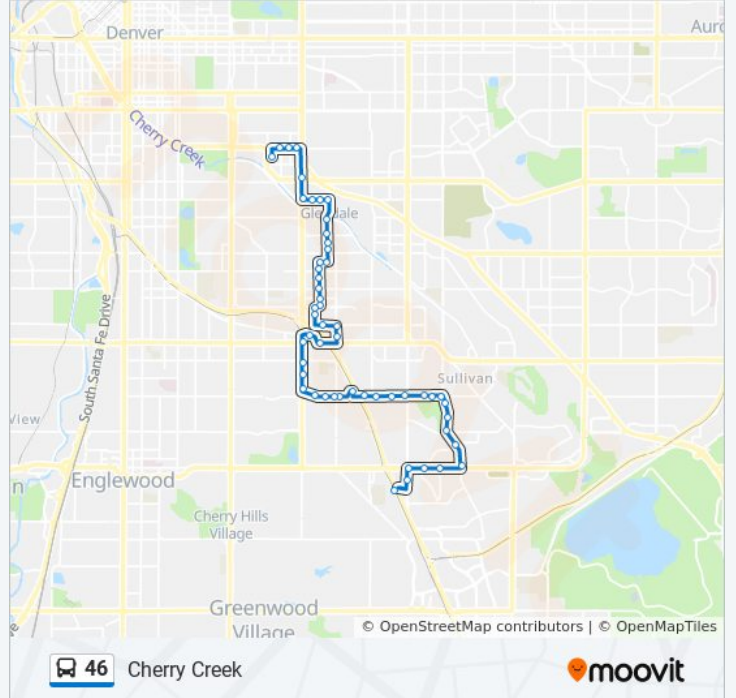 Denver
Auro
Cherry Creek
Glendale
South Santa Fe Drive
Sullivan
View
Englewood
n
Cherry Hills
Village
Greenwood
Village
© OpenStreetMap contributors | © OpenMapTiles
46 Cherry Creek
moovit